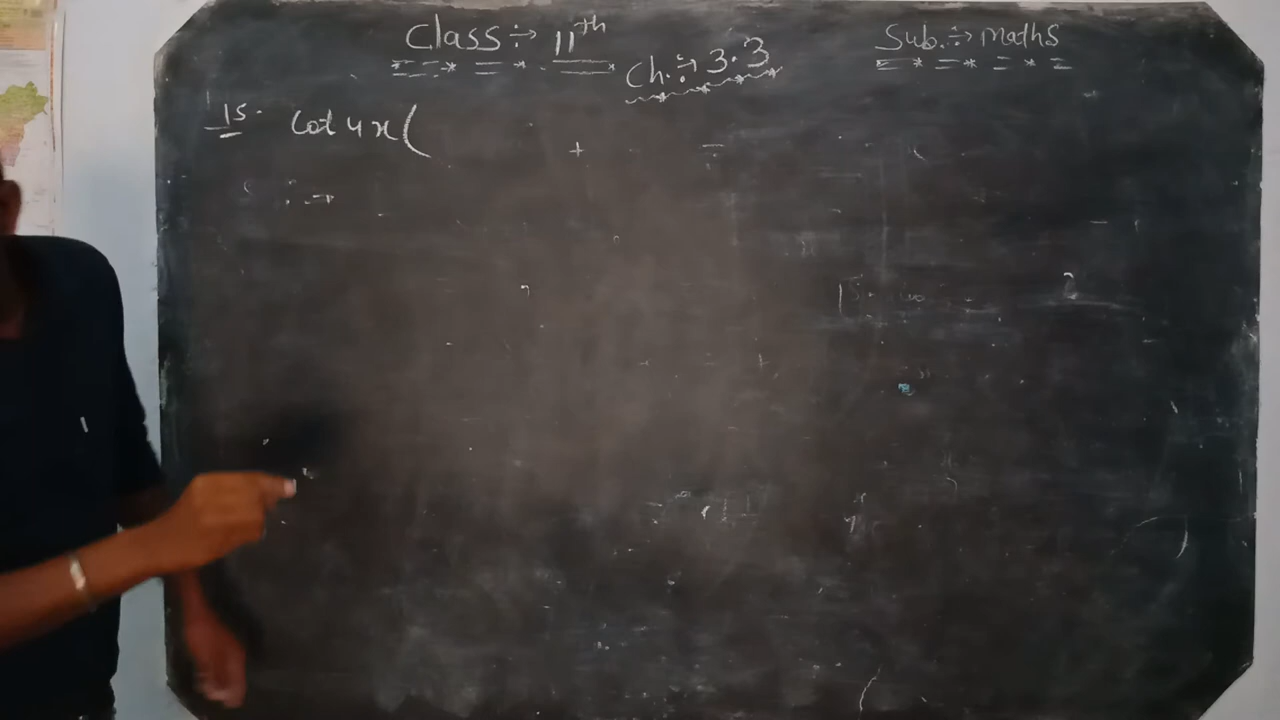 Class ÷→ 11th
Sub. ÷→ maths
Ch. ÷→ 3.3
15. Cot 4x(